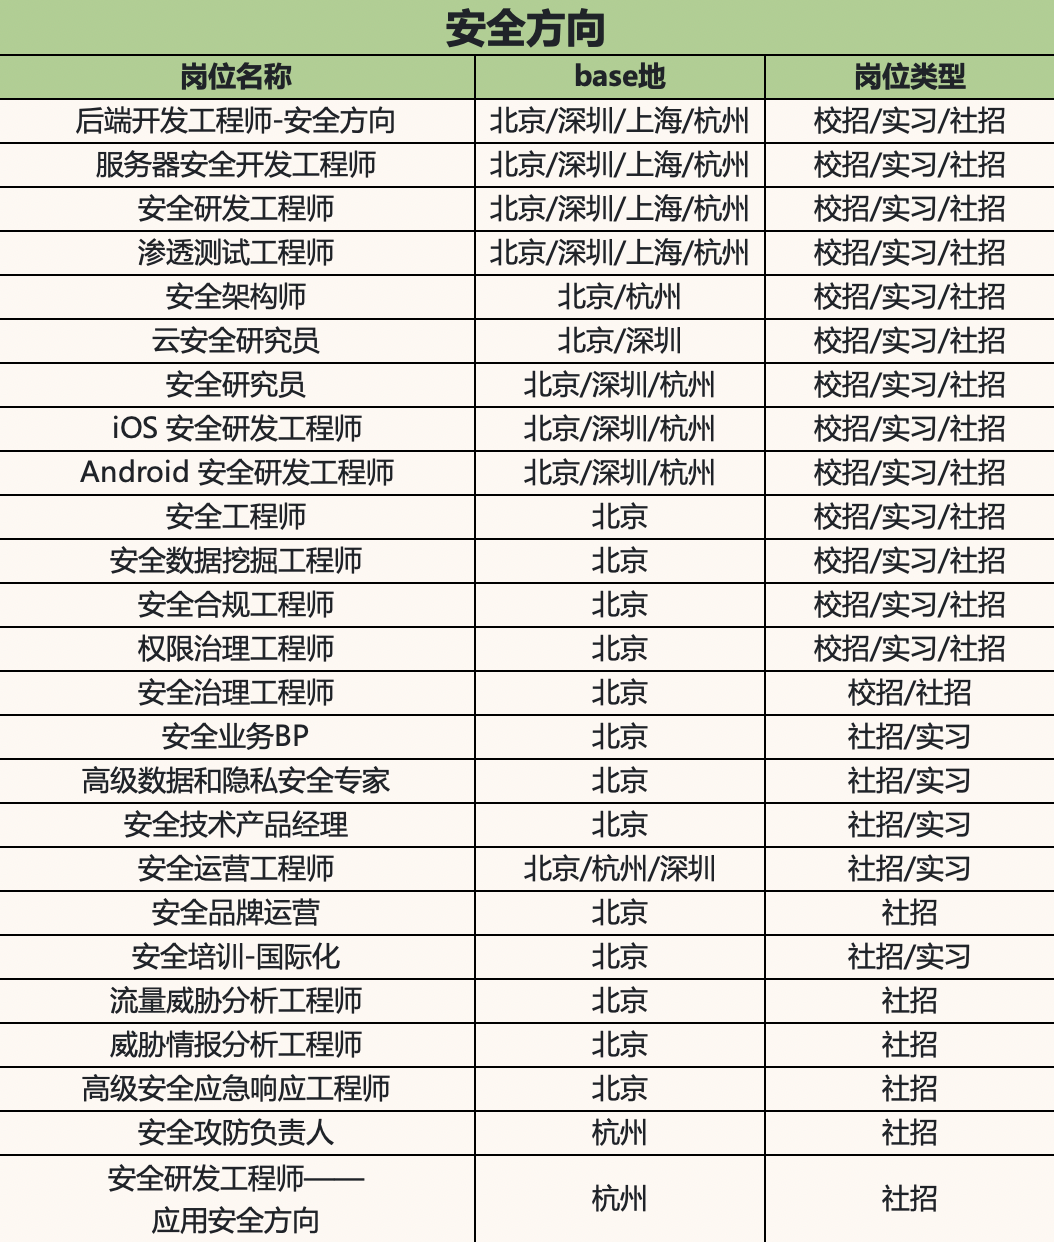 安全方向
岗位名称 base地 岗位类型
后端开发工程师-安全方向 北京/深圳/上海/杭州 校招/实习/社招
服务器安全开发工程师 北京/深圳/上海/杭州 校招/实习/社招
安全研发工程师 北京/深圳/上海/杭州 校招/实习/社招
渗透测试工程师 北京/深圳/上海/杭州 校招/实习/社招
安全架构师 北京/杭州 校招/实习/社招
云安全研究员 北京/深圳 校招/实习/社招
安全研究员 北京/深圳/杭州 校招/实习/社招
iOS 安全研发工程师 北京/深圳/杭州 校招/实习/社招
Android 安全研发工程师 北京/深圳/杭州 校招/实习/社招
安全工程师 北京 校招/实习/社招
安全数据挖掘工程师 北京 校招/实习/社招
安全合规工程师 北京 校招/实习/社招
权限治理工程师 北京 校招/实习/社招
安全治理工程师 北京 校招/社招
安全业务BP 北京 社招/实习
高级数据和隐私安全专家 北京 社招/实习
安全技术产品经理 北京 社招/实习
安全运营工程师 北京/杭州/深圳 社招/实习
安全品牌运营 北京 社招
安全培训-国际化 北京 社招/实习
流量威胁分析工程师 北京 社招
威胁情报分析工程师 北京 社招
高级安全应急响应工程师 北京 社招
安全攻防负责人 杭州 社招
安全研发工程师——
应用安全方向 杭州 社招